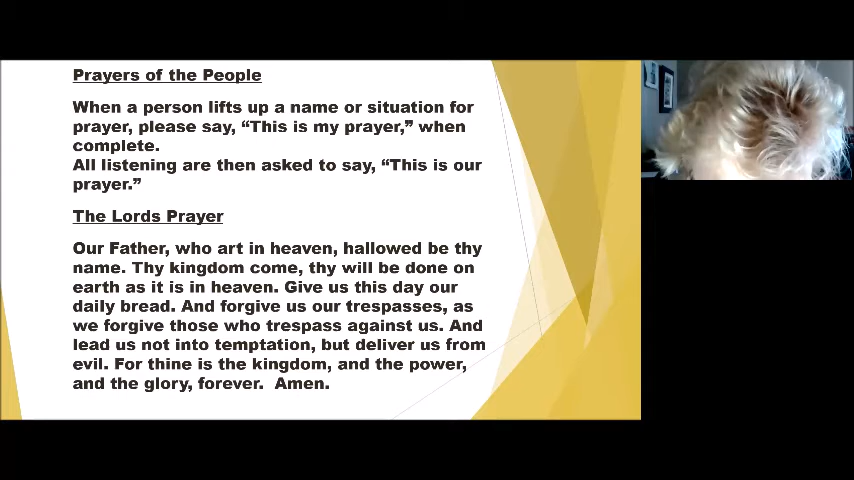 Prayers of the People
When a person lifts up a name or situation for
prayer, please say, “This is my prayer,” when
complete.
All listening are then asked to say, “This is our
prayer.”
The Lords Prayer
Our Father, who art in heaven, hallowed be thy
name. Thy kingdom come, thy will be done on
earth as it is in heaven. Give us this day our
daily bread. And forgive us our trespasses, as
we forgive those who trespass against us. And
lead us not into temptation, but deliver us from
evil. For thine is the kingdom, and the power,
and the glory, forever.  Amen.